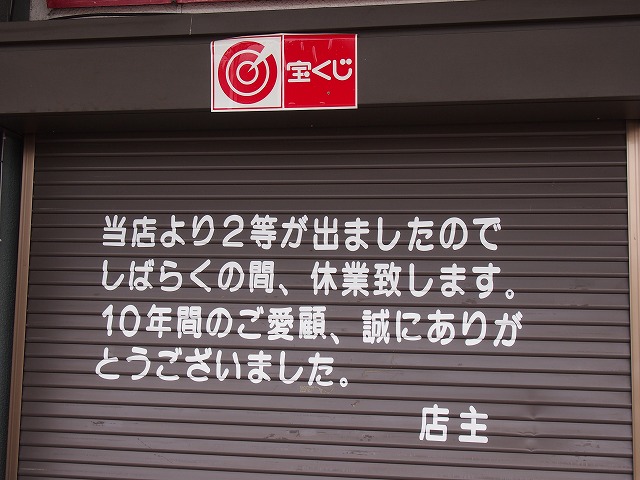 宝くじ
当店より2等が出ましたので
しばらくの間、休業致します。
10年間のご愛顧、誠にありが
とうございました。
店主